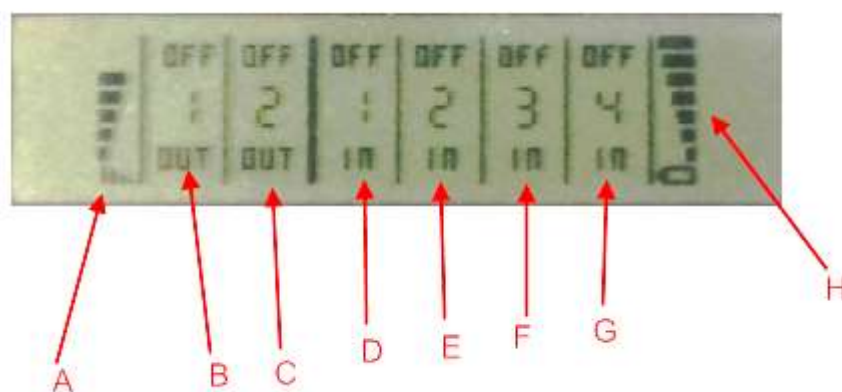 OFF OFF OFF OFF OFF OFF
1 2 1 2 3 4
OUT OUT IN IN IN IN
A B C D E F G H